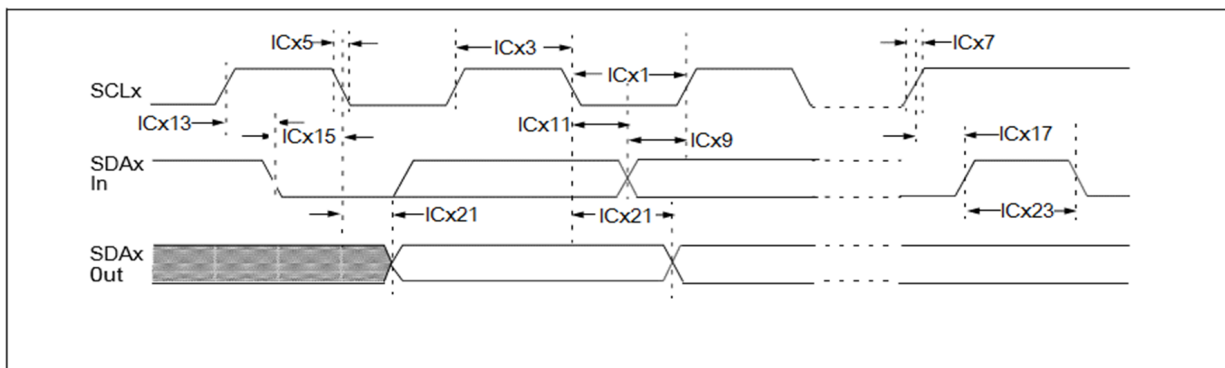 ICx5
ICx3
ICx7
ICx1
SCLx
ICx13
ICx15
ICx11
ICx9
ICx17
SDAx
In
ICx21
ICx21
ICx23
SDAx
Out